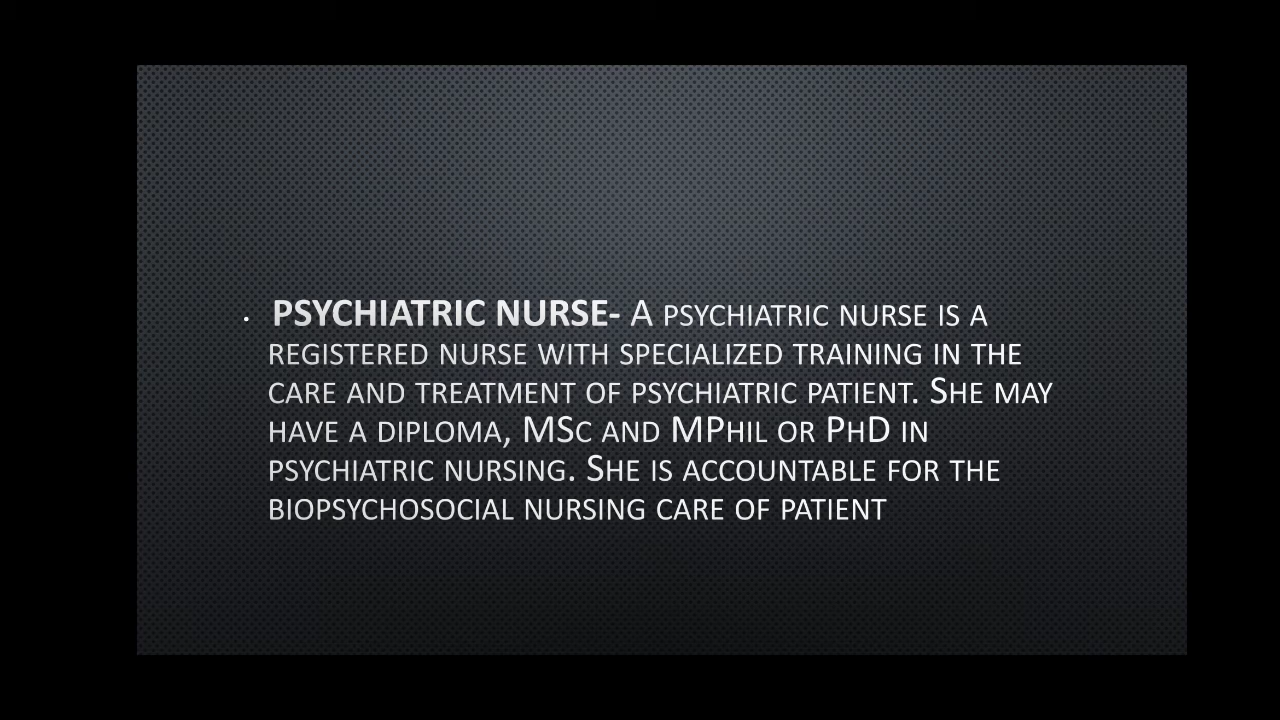 • PSYCHIATRIC NURSE- A PSYCHIATRIC NURSE IS A
REGISTERED NURSE WITH SPECIALIZED TRAINING IN THE
CARE AND TREATMENT OF PSYCHIATRIC PATIENT. SHE MAY
HAVE A DIPLOMA, MSC AND MPHIL OR PHD IN
PSYCHIATRIC NURSING. SHE IS ACCOUNTABLE FOR THE
BIOPSYCHOSOCIAL NURSING CARE OF PATIENT